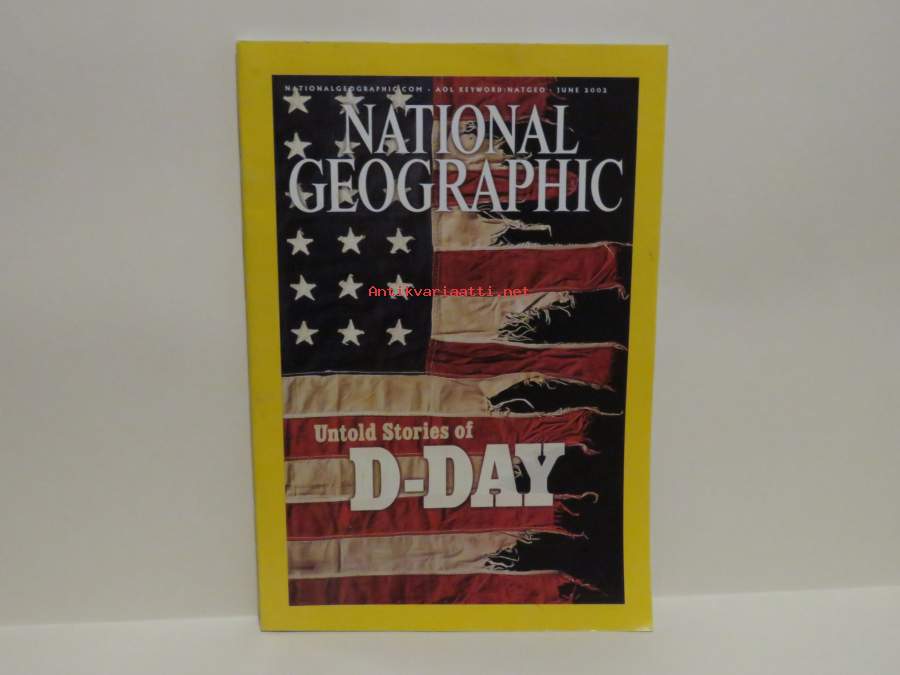 NATIONALGEOGRAPHIC.COM • AOL KEYWORD:NATGEO • JUNE 2002
NATIONAL
GEOGRAPHIC
Antikvariaatti.net
Untold Stories of
D-DAY